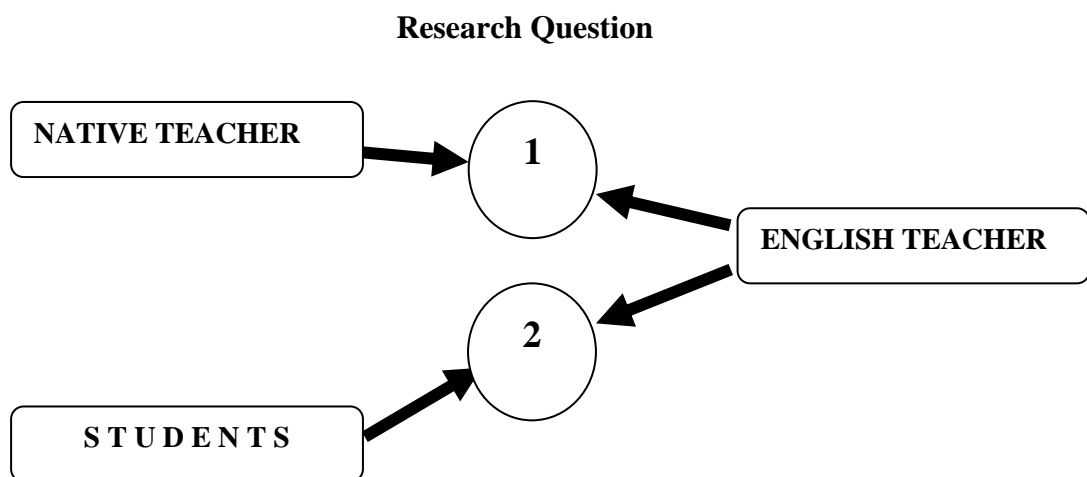 Research Question
NATIVE TEACHER
1
ENGLISH TEACHER
2
S T U D E N T S